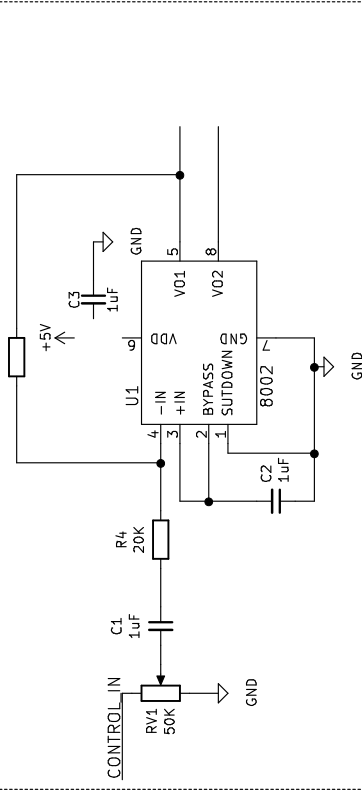 CONTROL_IN
RV1
50K
GND
C1
1uF
R4
20K
U1
4
-IN
3
+IN
2
BYPASS
1
SUTDOWN
8002
6
VDD
7
GND
5
VO1
8
VO2
C2
1uF
GND
+5V
C3
1uF
GND